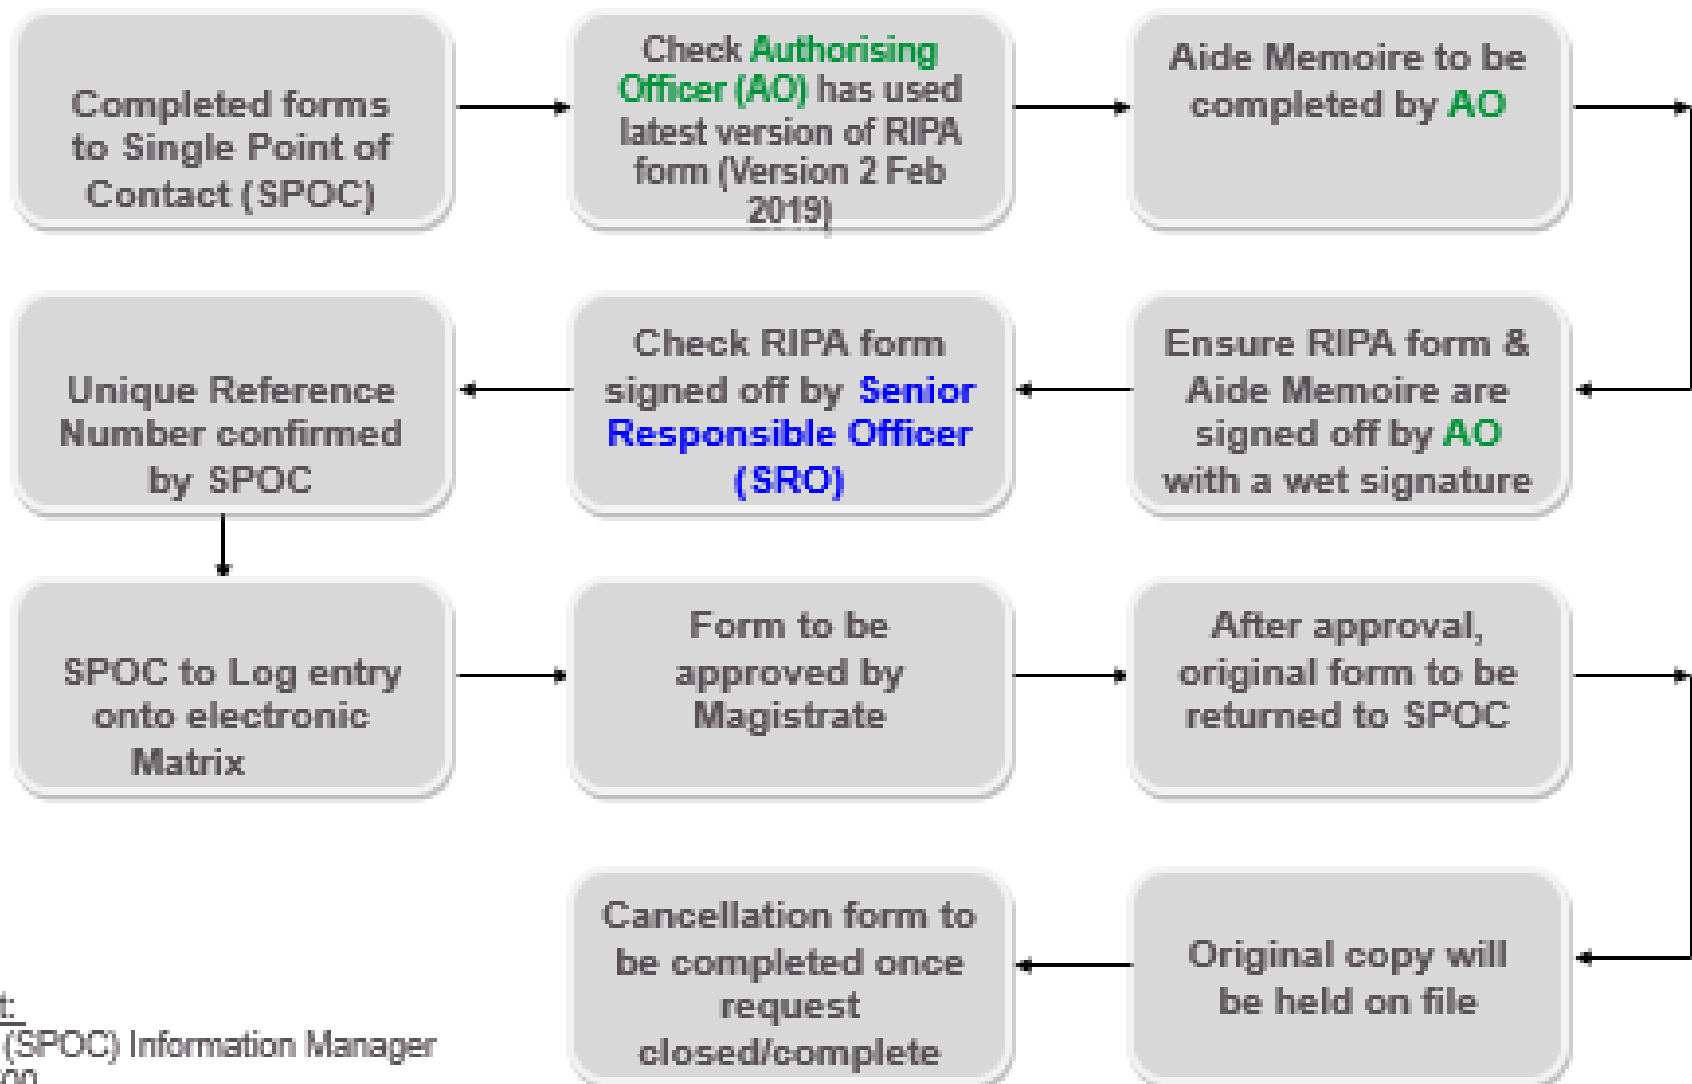 Completed forms
to Single Point of
Contact (SPOC)
Check Authorising
Officer (AO) has used
latest version of RIPA
form (Version 2 Feb
2019)
Aide Memoire to be
completed by AO
Ensure RIPA form &
Aide Memoire are
signed off by AO
with a wet signature
Check RIPA form
signed off by Senior
Responsible Officer
(SRO)
Unique Reference
Number confirmed
by SPOC
SPOC to Log entry
onto electronic
Matrix
Form to be
approved by
Magistrate
After approval,
original form to be
returned to SPOC
Original copy will
be held on file
Cancellation form to
be completed once
request
closed/complete
(SPOC) Information Manager